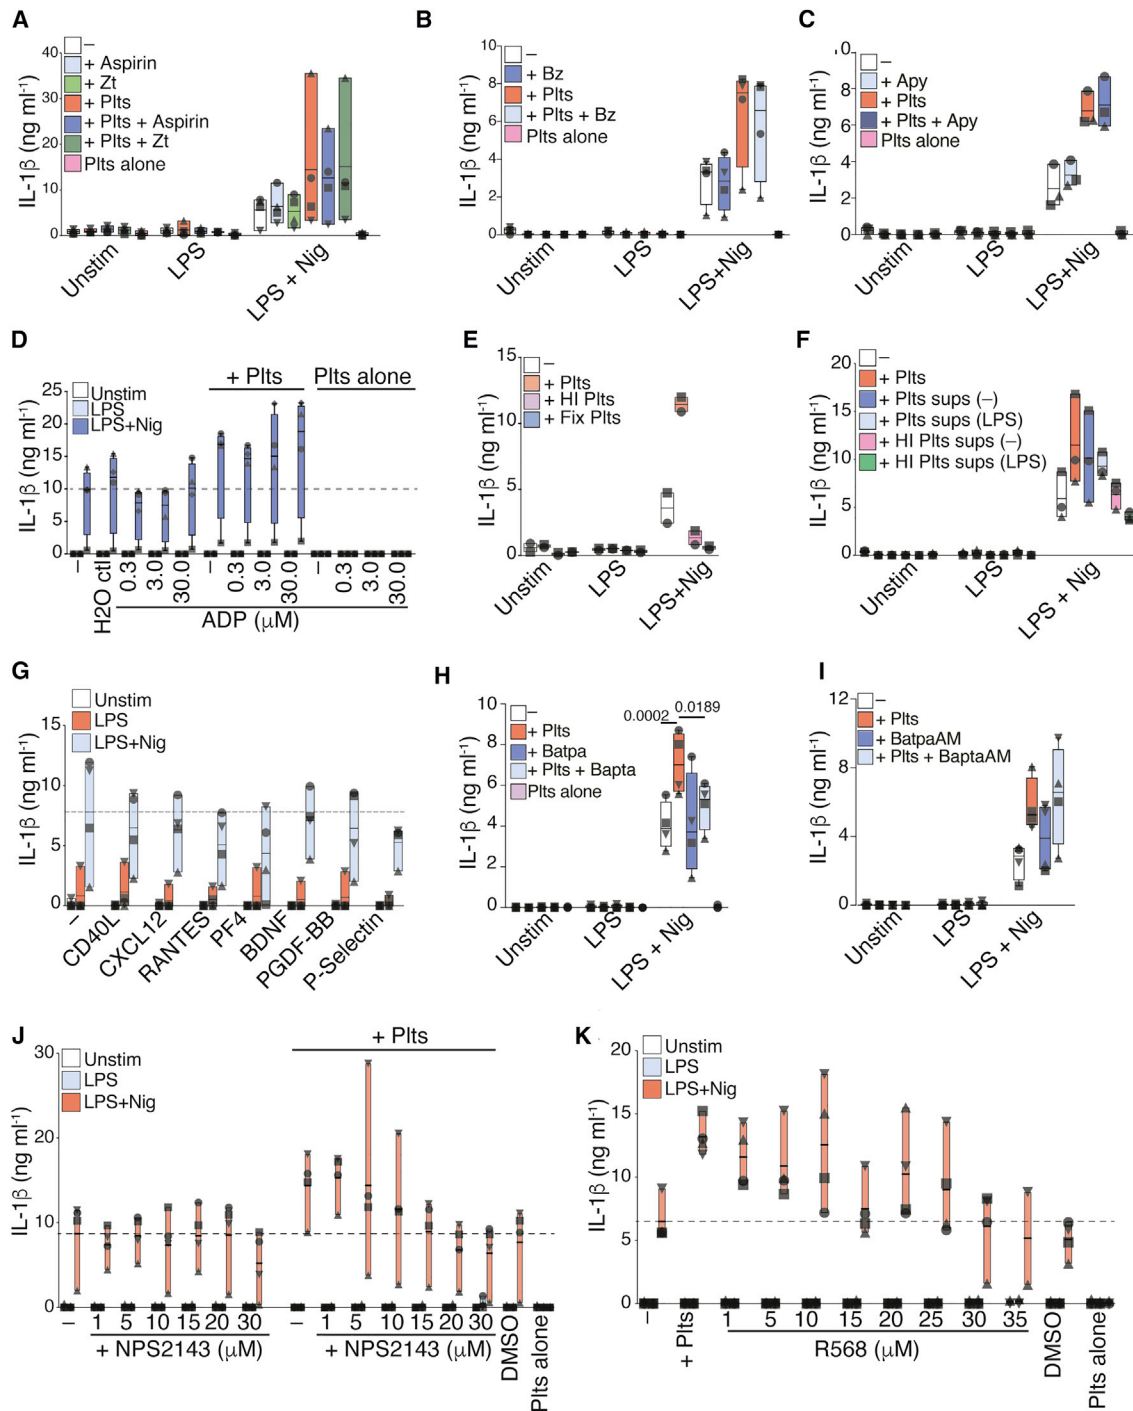 A
IL-1β (ng ml-1)
40
30
20
10
0
–
+ Aspirin
+ Zt
+ Plts
+ Plts + Aspirin
+ Plts + Zt
Plts alone
Unstim
LPS
LPS + Nig
B
IL-1β (ng ml-1)
10
8
6
4
2
0
–
+ Bz
+ Plts
+ Plts + Bz
Plts alone
Unstim
LPS
LPS+Nig
C
IL-1β (ng ml-1)
.0
8
6
4
2
0
–
+ Apy
+ Plts
+ Plts + Apy
Plts alone
Unstim
LPS
LPS+Nig
D
IL-1β (ng ml-1)
25
20
15
10
5
0
Unstim
LPS
LPS+Nig
+ Plts
Plts alone
–
H2O ctl
0.3
3.0
30.0
–
0.3
3.0
30.0
–
0.3
3.0
30.0
ADP (μM)
E
IL-1β (ng ml-1)
15
10
5
0
–
+ Plts
+ HI Plts
+ Fix Plts
Unstim
LPS
LPS+Nig
F
IL-1β (ng ml-1)
20
15
10
5
0
–
+ Plts
+ Plts sups (–)
+ Plts sups (LPS)
+ HI Plts sups (–)
+ HI Plts sups (LPS)
Unstim
LPS
LPS + Nig
G
IL-1β (ng ml-1)
15
10
5
0
Unstim
LPS
LPS+Nig
–
CD40L
CXCL12
RANTES
PF4
BDNF
PGDF-BB
P-Selectin
H
IL-1β (ng ml-1)
10
8
6
4
2
0
–
+ Plts
+ Batpa
+ Plts + Bapta
Plts alone
0.0002
0.0189
Unstim
LPS
LPS + Nig
I
IL-1β (ng ml-1)
12
8
4
0
–
+ Plts
+ BatpaAM
+ Plts + BaptaAM
Unstim
LPS
LPS + Nig
J
IL-1β (ng ml-1)
30
20
10
0
Unstim
LPS
LPS+Nig
+ Plts
–
1
5
10
15
20
30
+ NPS2143 (μM)
–
1
5
10
15
20
30
+ NPS2143 (μM)
DMSO
Plts alone
K
IL-1β (ng ml-1)
20
15
10
5
0
Unstim
LPS
LPS+Nig
–
+ Plts
1
5
10
15
20
25
30
35
R568 (μM)
DMSO
Plts alone